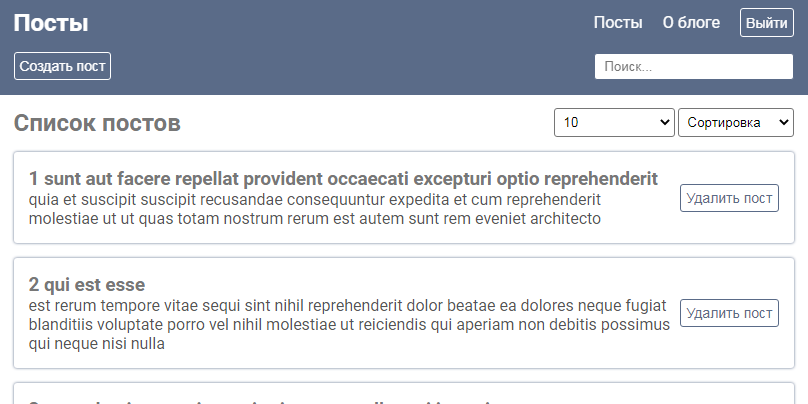 Посты
Посты О блоге Выйти
Создать пост
Поиск...
Список постов
10 Сортировка
1 sunt aut facere repellat provident occaecati excepturi optio reprehenderit
quia et suscipit suscipit recusandae consequuntur expedita et cum reprehenderit
molestiae ut ut quas totam nostrum rerum est autem sunt rem eveniet architecto
Удалить пост
2 qui est esse
est rerum tempore vitae sequi sint nihil reprehenderit dolor beatae ea dolores neque fugiat
blanditiis voluptate porro vel nihil molestiae ut reiciendis qui aperiam non debitis possimus
qui neque nisi nulla
Удалить пост